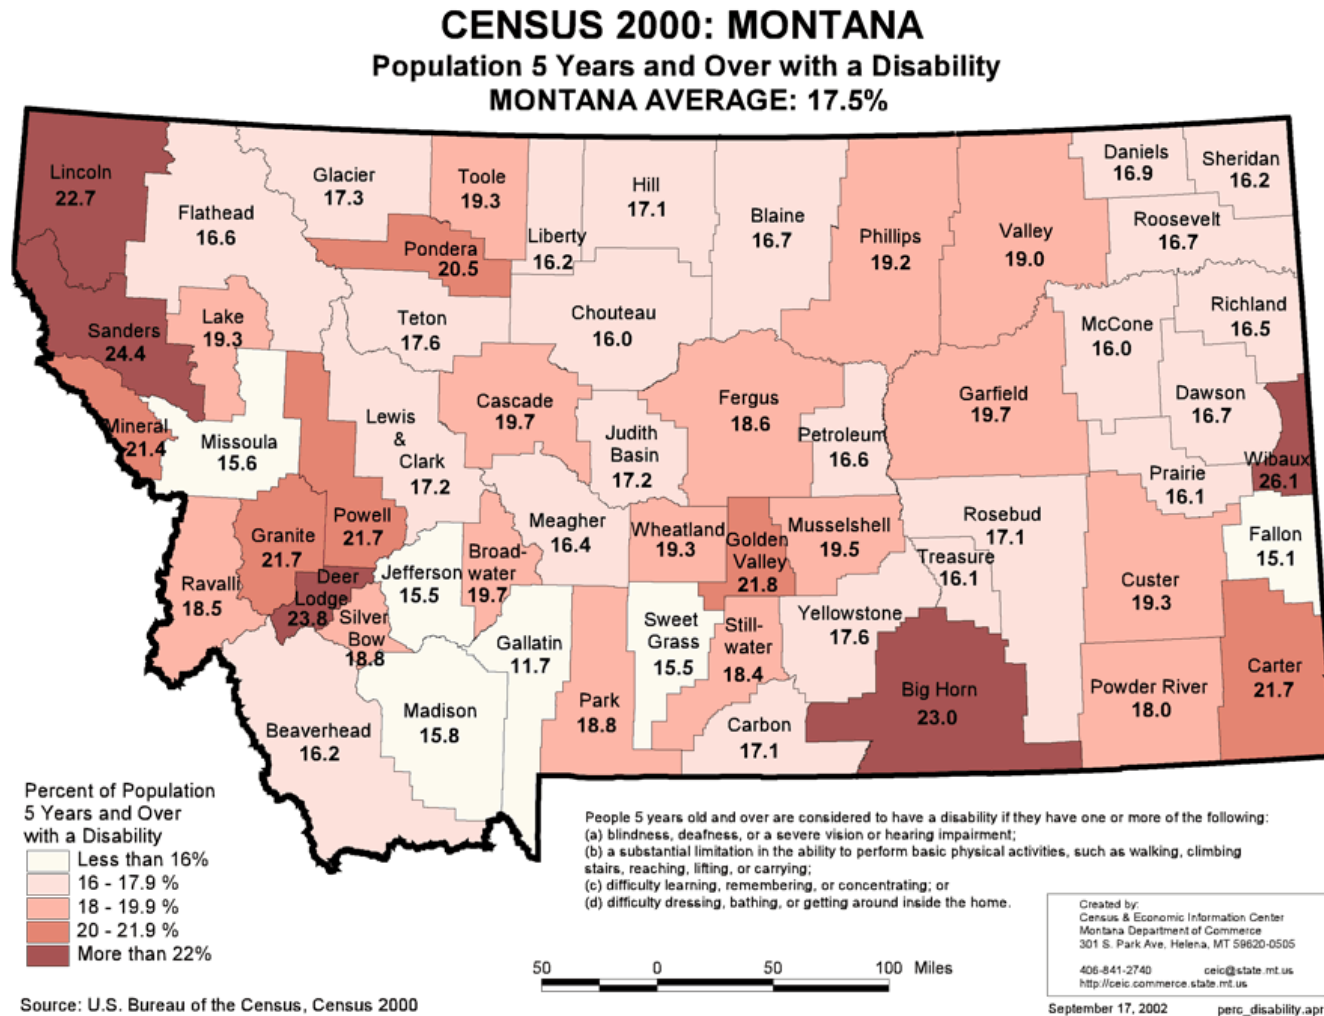 CENSUS 2000: MONTANA
Population 5 Years and Over with a Disability
MONTANA AVERAGE: 17.5%
Lincoln
22.7
Flathead
16.6
Glacier
17.3
Toole
19.3
Pondera
20.5
Liberty
16.2
Hill
17.1
Blaine
16.7
Phillips
19.2
Valley
19.0
Daniels
16.9
Sheridan
16.2
Roosevelt
16.7
Sanders
24.4
Lake
19.3
Teton
17.6
Chouteau
16.0
McCone
16.0
Richland
16.5
Mineral
21.4
Missoula
15.6
Lewis
&
Clark
17.2
Cascade
19.7
Judith
Basin
17.2
Fergus
18.6
Petroleum
16.6
Garfield
19.7
Dawson
16.7
Prairie
16.1
Wibaux
26.1
Ravalli
18.5
Granite
21.7
Powell
21.7
Deer
Lodge
23.8
Silver
Bow
18.8
Jefferson
15.5
Broad-
water
19.7
Meagher
16.4
Wheatland
19.3
Golden
Valley
21.8
Musselshell
19.5
Rosebud
17.1
Treasure
16.1
Custer
19.3
Fallon
15.1
Beaverhead
16.2
Madison
15.8
Gallatin
11.7
Park
18.8
Sweet
Grass
15.5
Still-
water
18.4
Carbon
17.1
Yellowstone
17.6
Big Horn
23.0
Powder River
18.0
Carter
21.7
Percent of Population
5 Years and Over
with a Disability
Less than 16%
16 - 17.9 %
18 - 19.9 %
20 - 21.9 %
More than 22%
People 5 years old and over are considered to have a disability if they have one or more of the following:
(a) blindness, deafness, or a severe vision or hearing impairment;
(b) a substantial limitation in the ability to perform basic physical activities, such as walking, climbing
stairs, reaching, lifting, or carrying;
(c) difficulty learning, remembering, or concentrating; or
(d) difficulty dressing, bathing, or getting around inside the home.
50 0 50 100 Miles
Created by:
Census & Economic Information Center
Montana Department of Commerce
301 S. Park Ave, Helena, MT 59620-0505
406-841-2740 ceic@state.mt.us
http://ceic.commerce.state.mt.us
Source: U.S. Bureau of the Census, Census 2000
September 17, 2002 perc_disability.apr